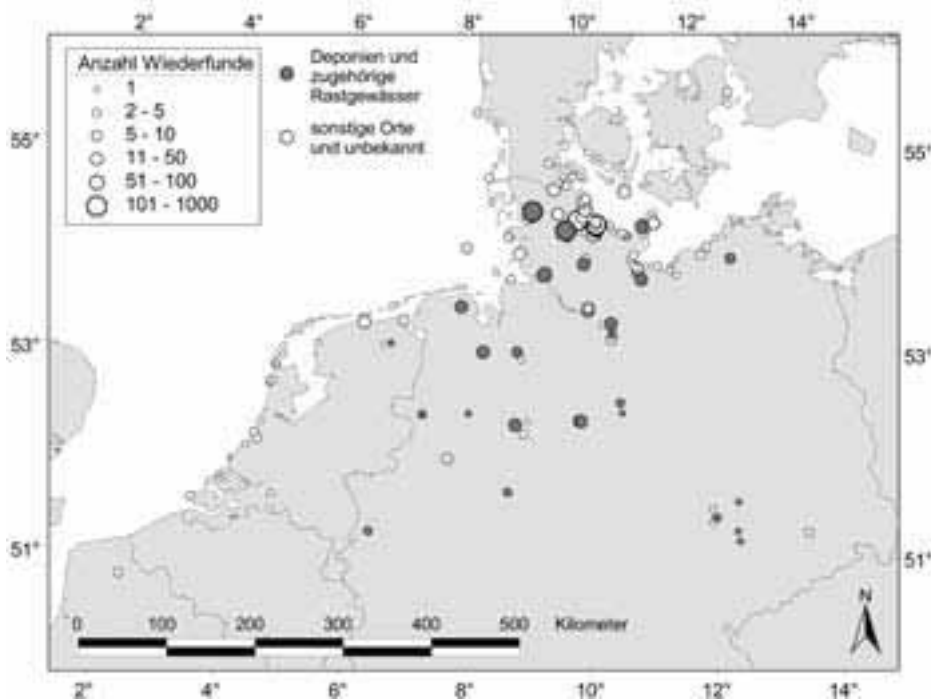 2° 4° 6° 8° 10° 12° 14°
Anzahl Wiederfunde
1
2 - 5
5 - 10
11 - 50
51 - 100
101 - 1000
Deponien und
zugehörige
Rastgewässer
sonstige Orte
und unbekannt
55° 55°
53° 53°
51° 51°
N
0 100 200 300 400 500 Kilometer
2° 4° 6° 8° 10° 12° 14°